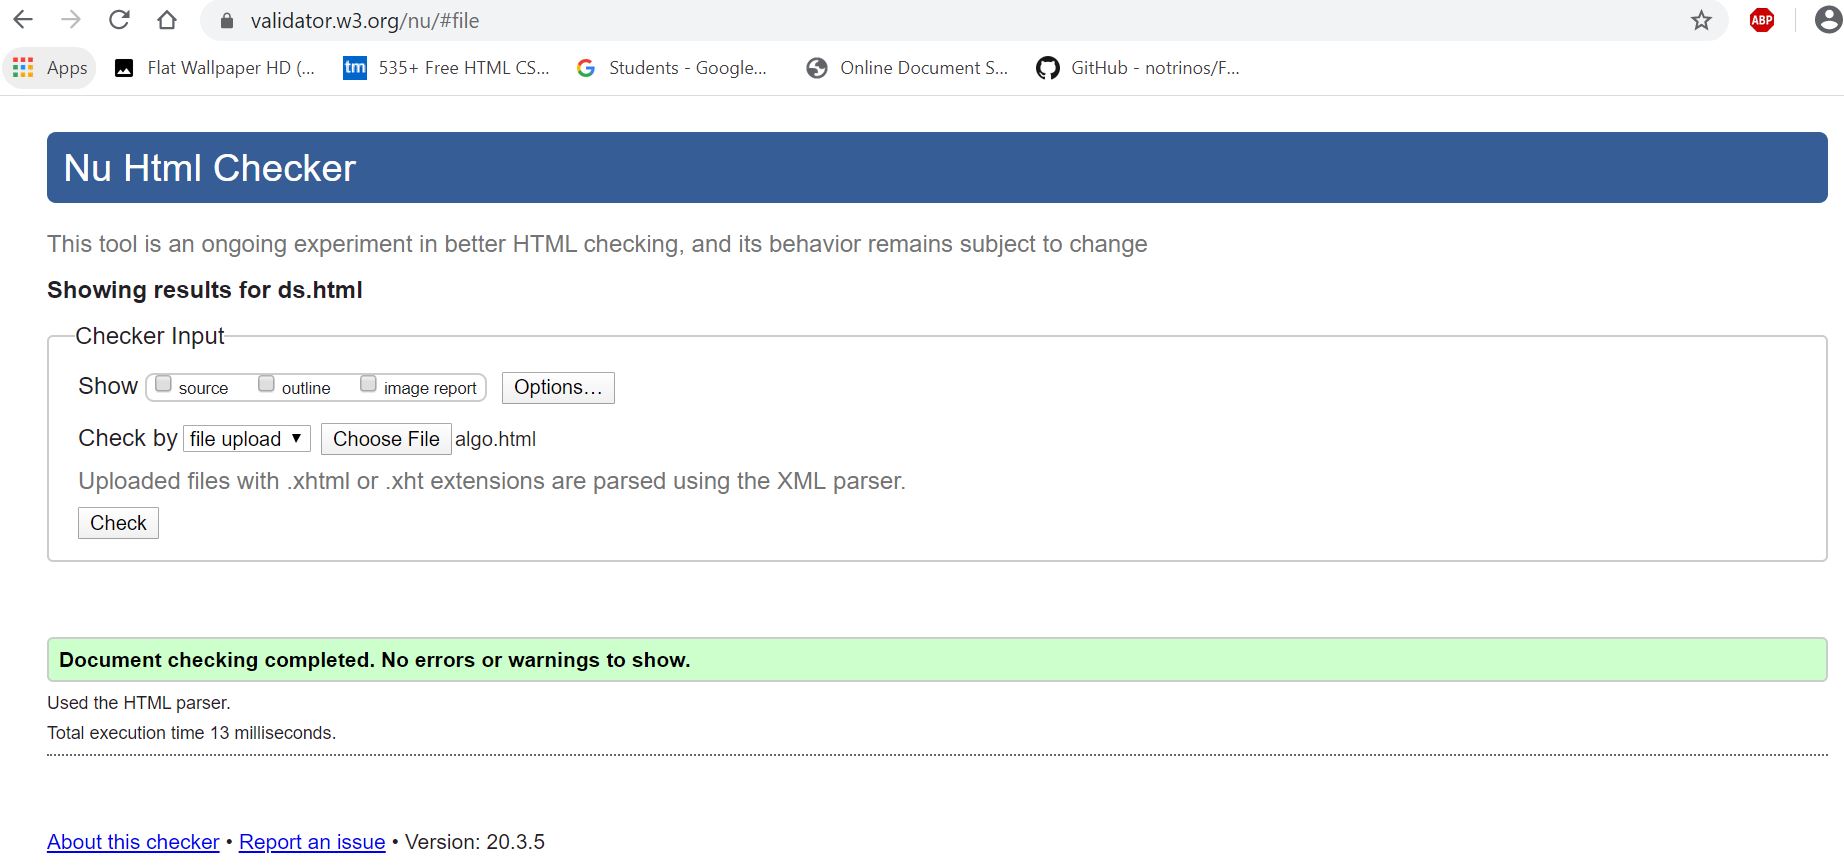 validator.w3.org/nu/#file
ABP
Apps Flat Wallpaper HD (... tm 535+ Free HTML CS... Students - Google... Online Document S... GitHub - notrinos/F...
Nu Html Checker
This tool is an ongoing experiment in better HTML checking, and its behavior remains subject to change
Showing results for ds.html
Checker Input
Show source outline image report Options...
Check by file upload Choose File algo.html
Uploaded files with .xhtml or .xht extensions are parsed using the XML parser.
Check
Document checking completed. No errors or warnings to show.
Used the HTML parser.
Total execution time 13 milliseconds.
About this checker • Report an issue • Version: 20.3.5